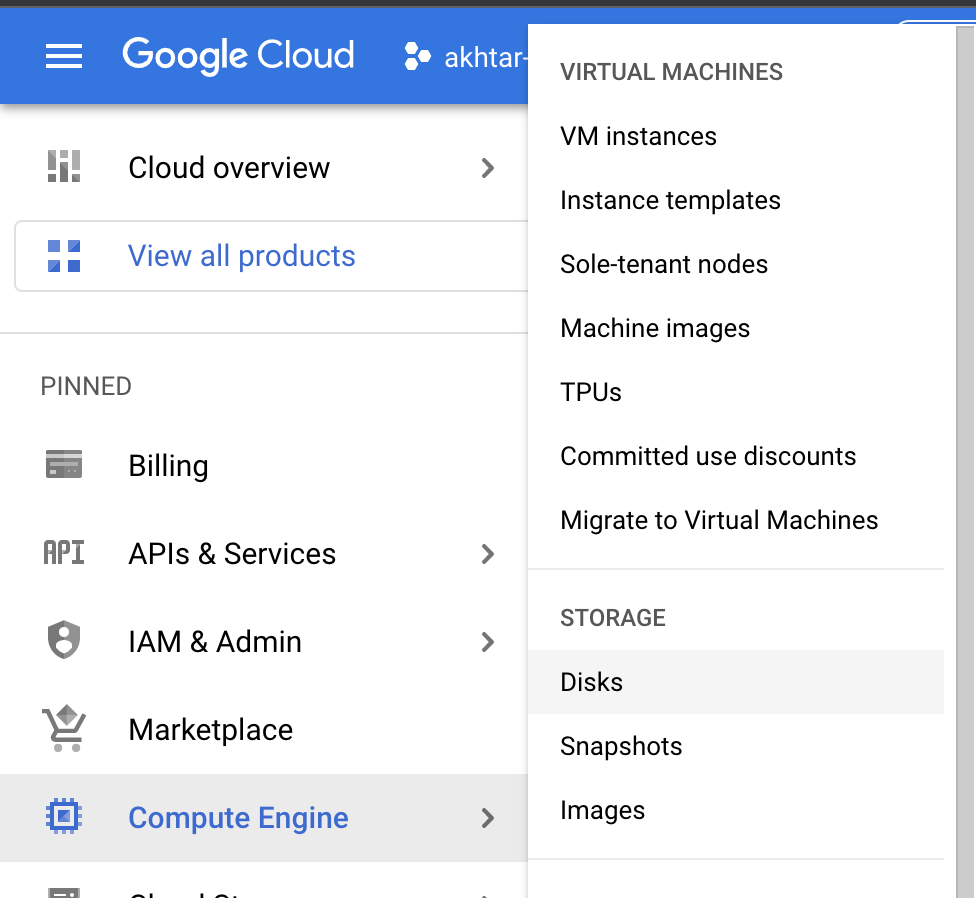 Google Cloud
akhtar-
Cloud overview
View all products
PINNED
Billing
API
APIs & Services
IAM & Admin
Marketplace
Compute Engine
VIRTUAL MACHINES
VM instances
Instance templates
Sole-tenant nodes
Machine images
TPUs
Committed use discounts
Migrate to Virtual Machines
STORAGE
Disks
Snapshots
Images